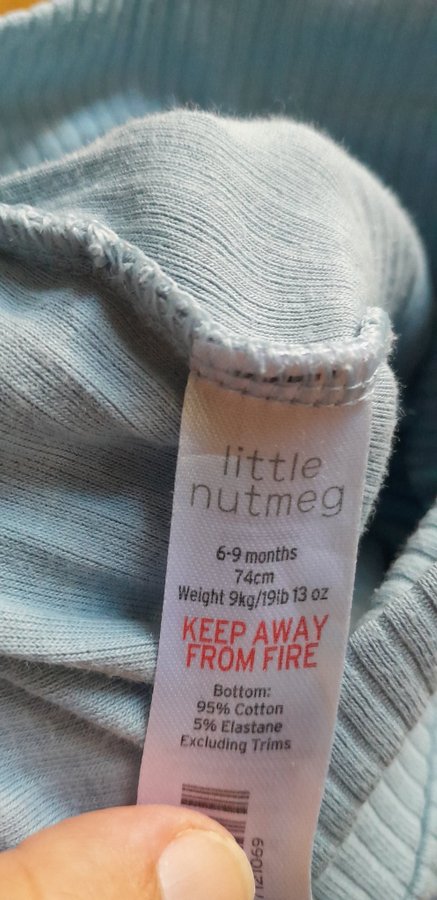 little
nutmeg
6-9 months
74cm
Weight 9kg/19lb 13 oz
KEEP AWAY
FROM FIRE
Bottom:
95% Cotton
5% Elastane
Excluding Trims